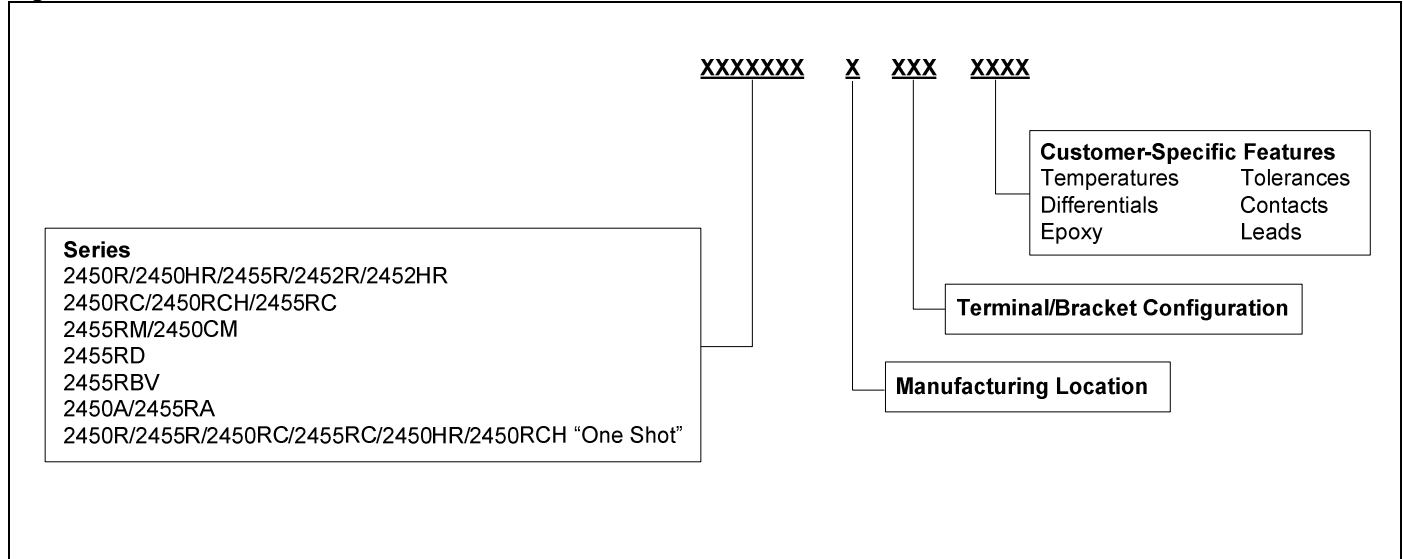 XXXXXXX X XXX XXXX
Customer-Specific Features
Temperatures Tolerances
Differentials Contacts
Epoxy Leads
Series
2450R/2450HR/2455R/2452R/2452HR
2450RC/2450RCH/2455RC
2455RM/2450CM
2455RD
2455RBV
2450A/2455RA
2450R/2455R/2450RC/2455RC/2450HR/2450RCH “One Shot”
Terminal/Bracket Configuration
Manufacturing Location